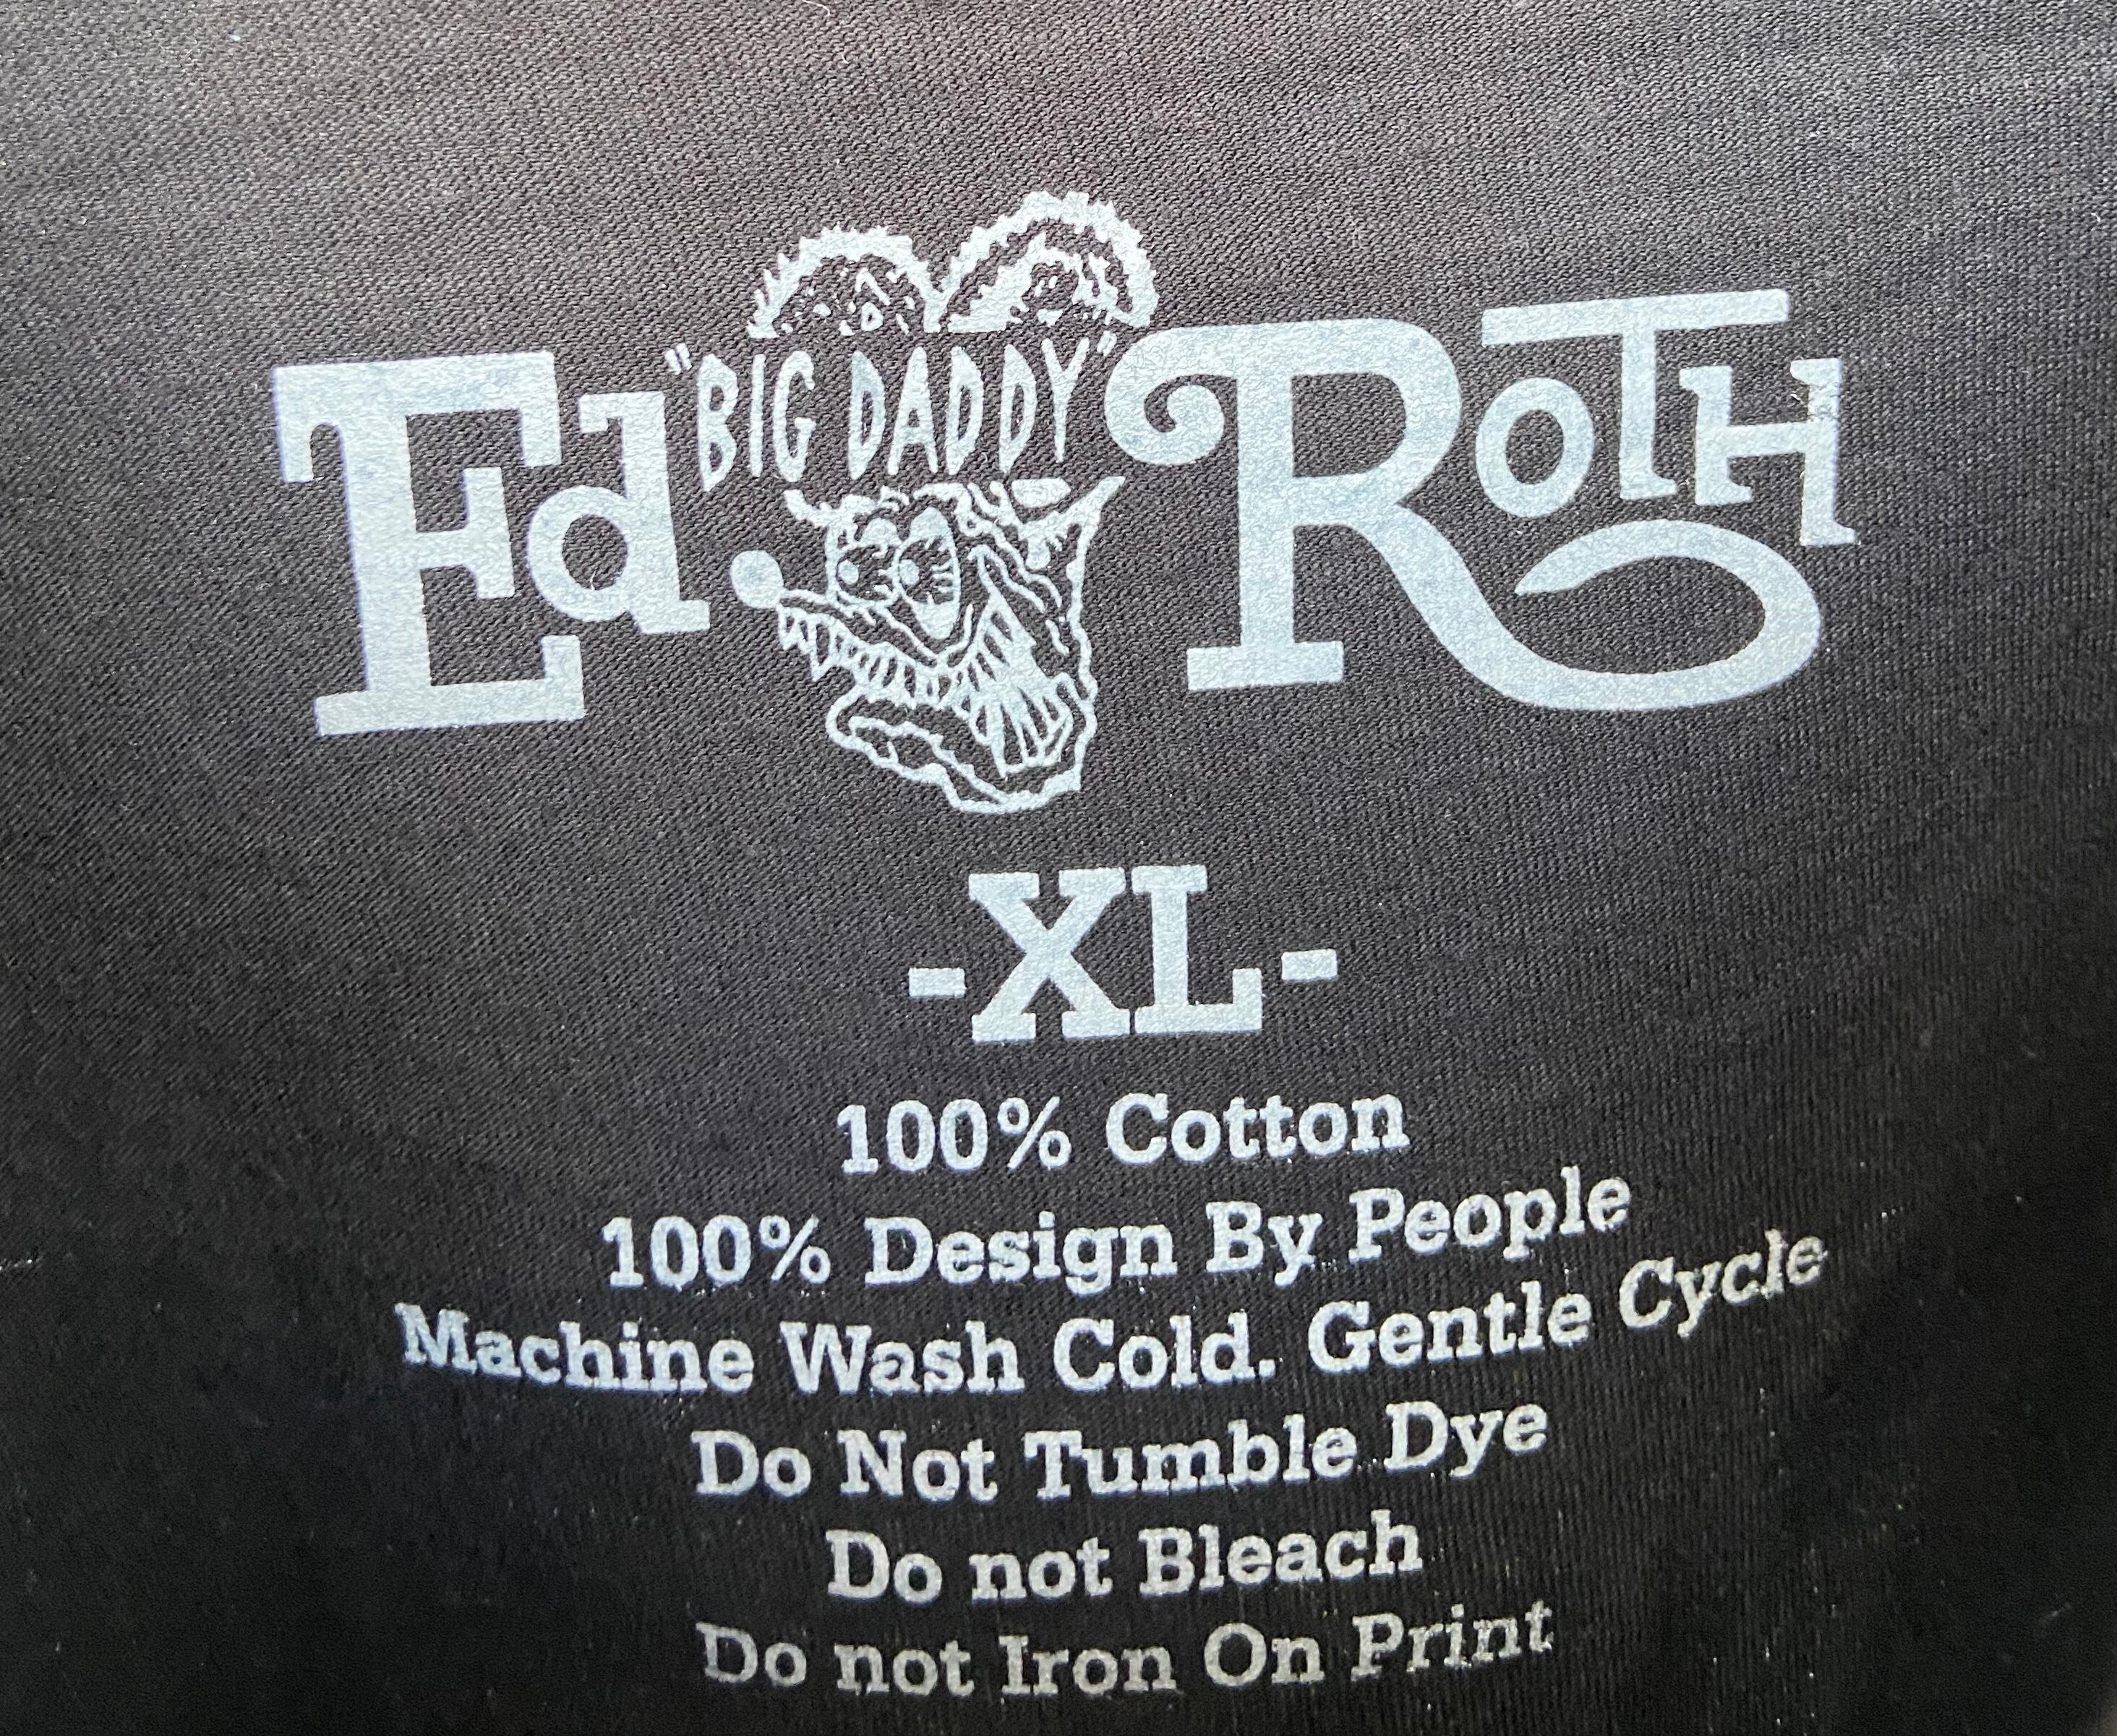 Ed "BIG DADDY" ROTH
-XL-
100% Cotton
100% Design By People
Machine Wash Cold. Gentle Cycle
Do Not Tumble Dye
Do not Bleach
Do not Iron On Print